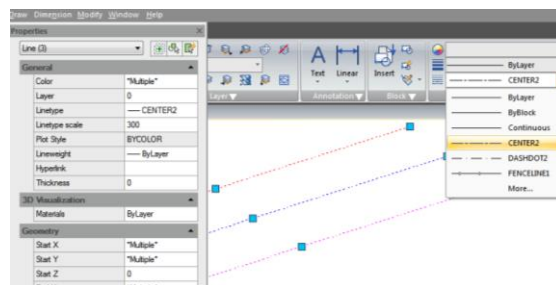 Draw Dimension Modify Window Help
Properties
Line (3)
General
Color "Multiple"
Layer 0
Linetype CENTER2
Linetype scale 300
Plot Style BYCOLOR
Lineweight ByLayer
Hyperlink
Thickness 0
3D Visualization
Materials ByLayer
Geometry
Start X "Multiple"
Start Y "Multiple"
Start Z 0
Layer
A
Text Linear
Annotation
Insert
Block
ByLayer
CENTER2
ByLayer
ByBlock
Continuous
CENTER2
DASHDOT2
FENCELINE1
More...